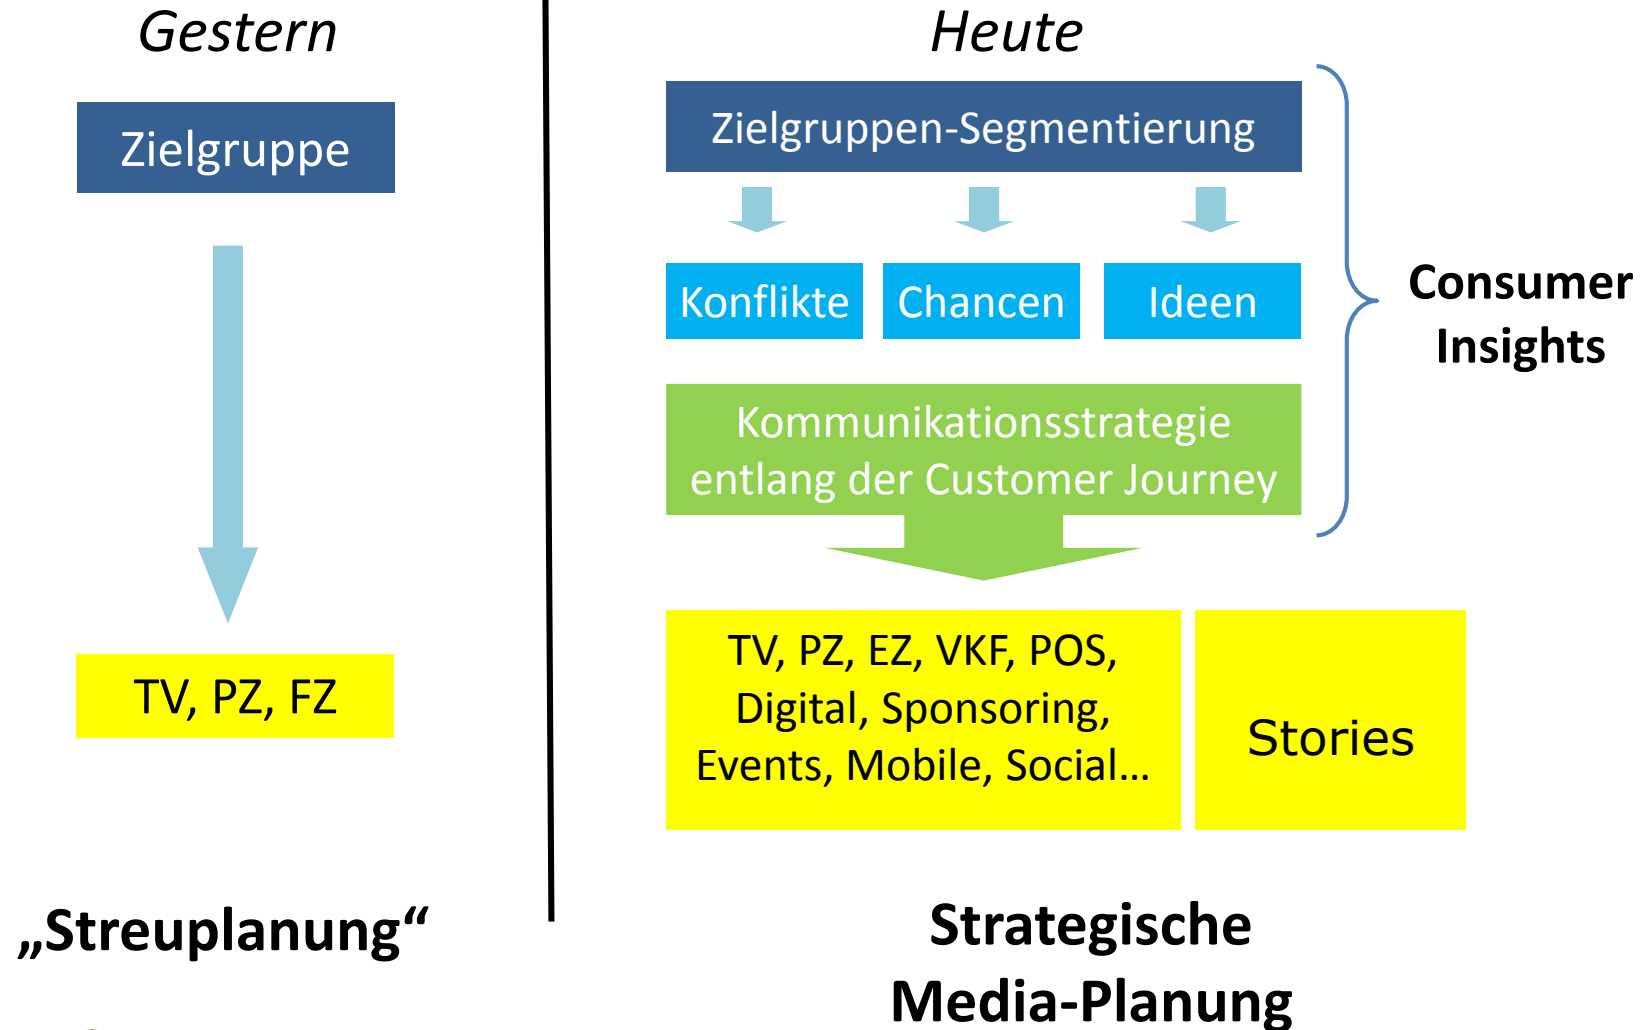 Gestern
Zielgruppe
TV, PZ, FZ
„Streuplanung“
Heute
Zielgruppen-Segmentierung
Konflikte
Chancen
Ideen
Kommunikationsstrategie
entlang der Customer Journey
Consumer
Insights
TV, PZ, EZ, VKF, POS,
Digital, Sponsoring,
Events, Mobile, Social…
Stories
Strategische
Media-Planung